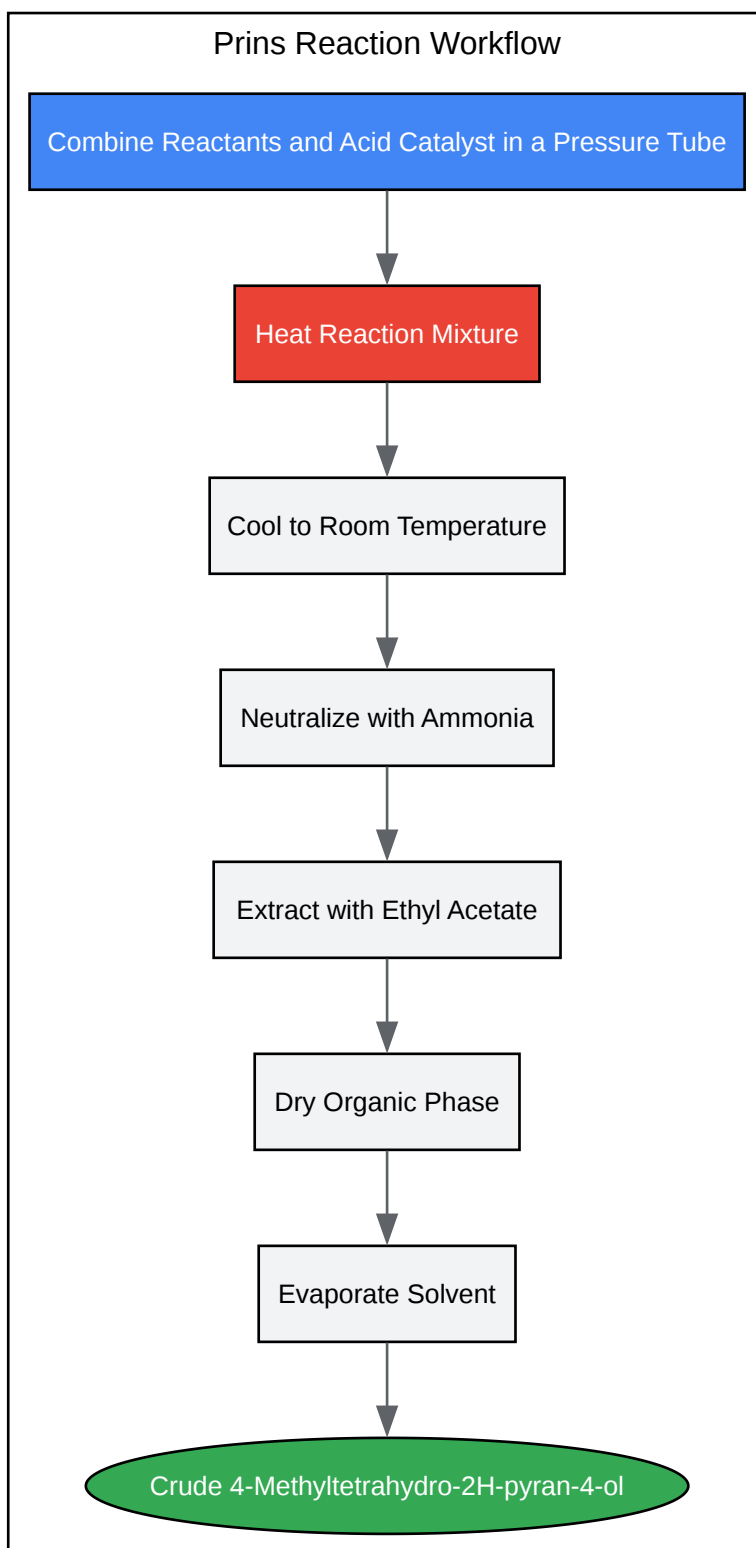 Prins Reaction Workflow
Combine Reactants and Acid Catalyst in a Pressure Tube
Heat Reaction Mixture
Cool to Room Temperature
Neutralize with Ammonia
Extract with Ethyl Acetate
Dry Organic Phase
Evaporate Solvent
Crude 4-Methyltetrahydro-2H-pyran-4-ol